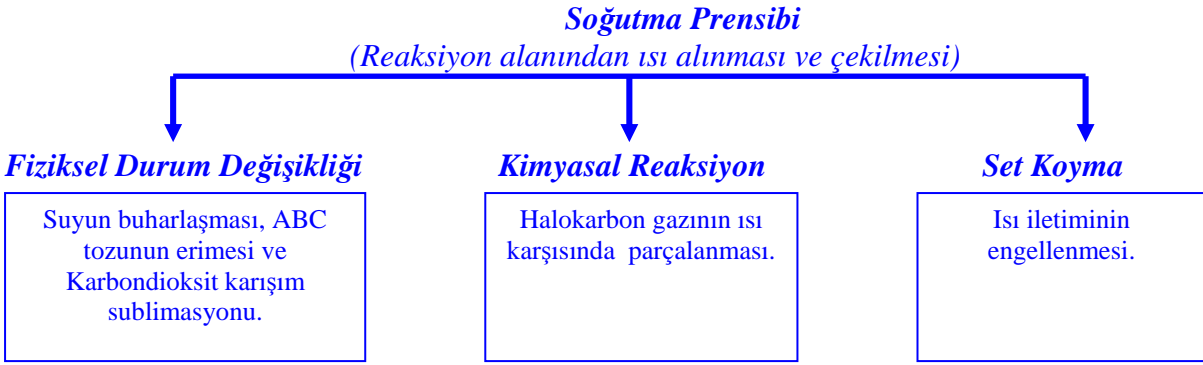 Soğutma Prensibi
(Reaksiyon alanından ısı alınması ve çekilmesi)
Fiziksel Durum Değişikliği
Suyun buharlaşması, ABC
tozunun erimesi ve
Karbondioksit karışım
sublimasyonu.
Kimyasal Reaksiyon
Halokarbon gazının ısı
karşısında parçalanması.
Set Koyma
Isı iletiminin
engellenmesi.